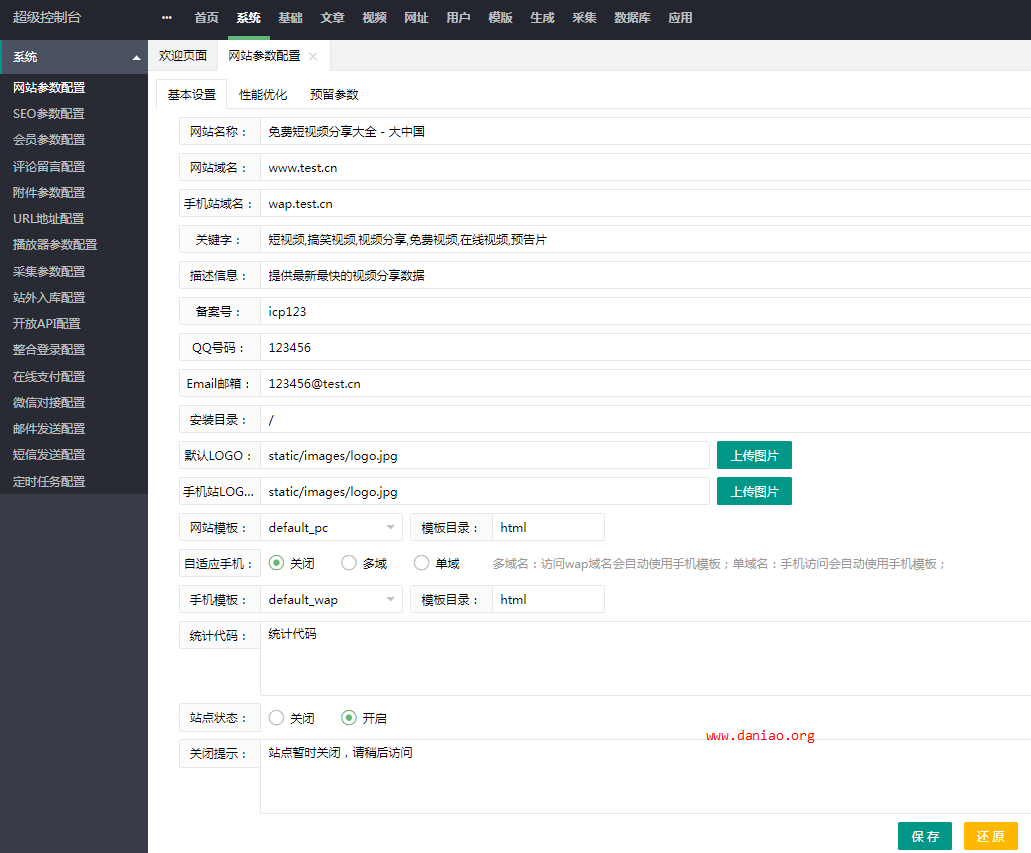 超级控制台
··· 首页 系统 基础 文章 视频 网址 用户 模版 生成 采集 数据库 应用
系统
网站参数配置
SEO参数配置
会员参数配置
评论留言配置
附件参数配置
URL地址配置
播放器参数配置
采集参数配置
站外入库配置
开放API配置
整合登录配置
在线支付配置
微信对接配置
邮件发送配置
短信发送配置
定时任务配置
欢迎页面 网站参数配置 ×
基本设置 性能优化 预留参数
网站名称： 免费短视频分享大全 - 大中国
网站域名： www.test.cn
手机站域名： wap.test.cn
关键字： 短视频,搞笑视频,视频分享,免费视频,在线视频,预告片
描述信息： 提供最新最快的视频分享数据
备案号： icp123
QQ号码： 123456
Email邮箱： 123456@test.cn
安装目录： /
默认LOGO： static/images/logo.jpg 上传图片
手机站LOG... static/images/logo.jpg 上传图片
网站模板： default_pc 模板目录： html
自适应手机： 关闭 多域 单域 多域名：访问wap域名会自动使用手机模板；单域名：手机访问会自动使用手机模板；
手机模板： default_wap 模板目录： html
统计代码： 统计代码
站点状态： 关闭 开启
www.daniao.org
关闭提示： 站点暂时关闭，请稍后访问
保 存 还 原